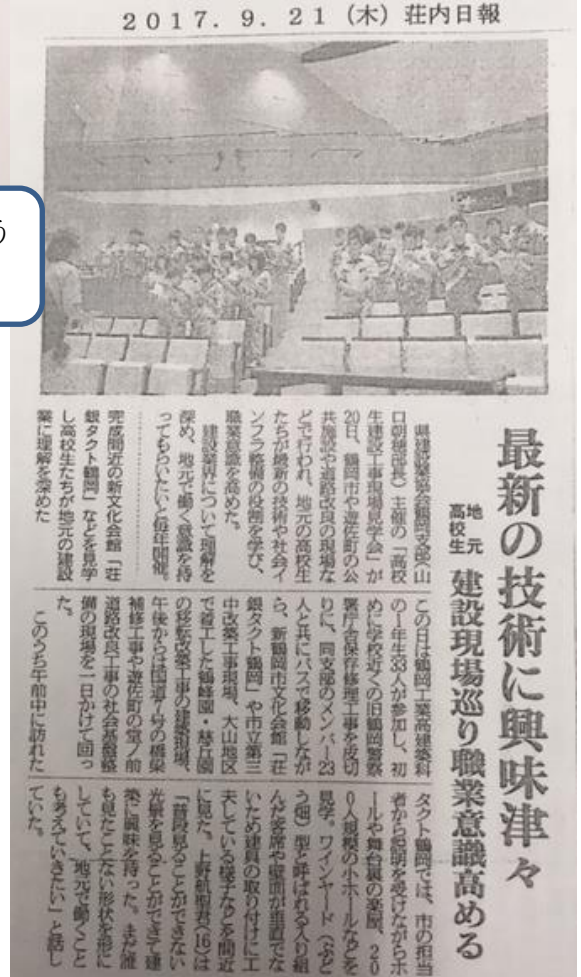 ２０１７．９．２１（木）荘内日報
う
最新の技術に興味津々
地元
高校生
建設現場巡り職業意識高める
県建設業協会鶴岡支部（山
主催の「高校
生建設工事現場見学会」が
20日、鶴岡市や遊佐町の公
共施設や道路改良の現場な
どで行われ、地元の高校生
たちが最新の技術や社会イ
ンフラ整備の役割を学び、
職業意識を高めた。
建設業界について理解を
深め、地元で働く意識を持
ってもらいたいと毎年開催。
完成間近の新文化会館「荘
銀タクト鶴岡」などを見学
し高校生たちが地元の建設
業に理解を深めた
この日は鶴岡工業高建築科
の1年生33人が参加し、初
めに学校近くの旧鶴岡警察
署庁舎保存修理工事を皮切
りに、同支部のメンバー23
人と共にバスで移動しなが
ら、新鶴岡市文化会館「荘
銀タクト鶴岡」や市立第三
中改築工事現場、大山地区
で着工した鶴峰園・慈丘園
の移転改築工事の建築現場、
午後からは国道7号の橋梁
補修工事や遊佐町の堂ノ前
道路改良工事の社会基盤整
備の現場を一日かけて回っ
た。
このうち午前中に訪れた
タクト鶴岡では、市の担当
者から説明を受けながらホ
ールや舞台裏の楽屋、20
0人規模の小ホールなどを
見学。ワインヤード（ぶど
う畑）型と呼ばれる入り組
んだ客席や壁面が垂直でな
いため建具の取り付けに工
夫している様子などを間近
に見た。上野航聖君（16）は
「普段見ることができない
光景を見ることができて建
築に興味を持った。まだ誰
も見たことない形状を形に
していて、地元で働くこと
も考えていきたい」と話し
ていた。